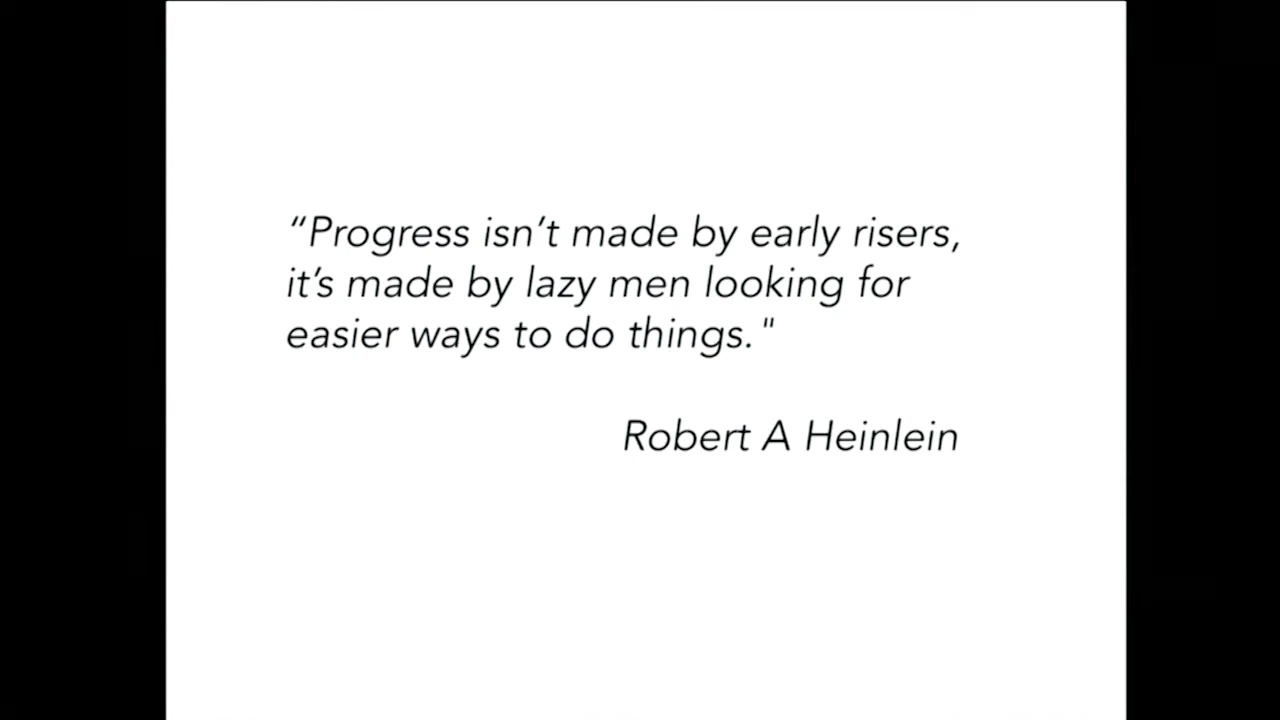 “Progress isn’t made by early risers,
it’s made by lazy men looking for
easier ways to do things."
Robert A Heinlein